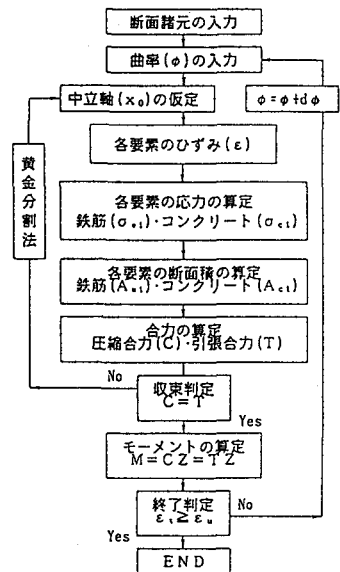 断面諸元の入力
曲率(φ)の入力
中立軸(x₀)の仮定
φ=φ+dφ
各要素のひずみ(ε)
黄金分割法
各要素の応力の算定
鉄筋(σₛᵢ)・コンクリート(σcᵢ)
各要素の断面積の算定
鉄筋(Aₛᵢ)・コンクリート(Acᵢ)
合力の算定
圧縮合力(C)・引張合力(T)
No
収束判定
C=T
Yes
モーメントの算定
M=CZ=TZ
終了判定
No
εᵢ≧εᵤ
Yes
END